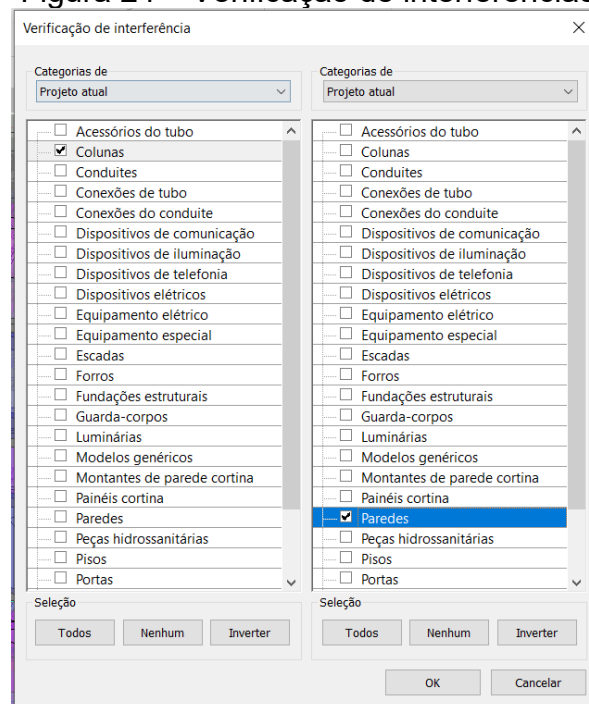 Figura 24 - Verificação de interferências
Verificação de interferência
Categorias de
Projeto atual
Acessórios do tubo
Colunas
Conduites
Conexões de tubo
Conexões do conduite
Dispositivos de comunicação
Dispositivos de iluminação
Dispositivos de telefonia
Dispositivos elétricos
Equipamento elétrico
Equipamento especial
Escadas
Forros
Fundações estruturais
Guarda-corpos
Luminárias
Modelos genéricos
Montantes de parede cortina
Painéis cortina
Paredes
Peças hidrossanitárias
Pisos
Portas
Seleção
Todos Nenhum Inverter
Categorias de
Projeto atual
Acessórios do tubo
Colunas
Conduites
Conexões de tubo
Conexões do conduite
Dispositivos de comunicação
Dispositivos de iluminação
Dispositivos de telefonia
Dispositivos elétricos
Equipamento elétrico
Equipamento especial
Escadas
Forros
Fundações estruturais
Guarda-corpos
Luminárias
Modelos genéricos
Montantes de parede cortina
Painéis cortina
Paredes
Peças hidrossanitárias
Pisos
Portas
Seleção
Todos Nenhum Inverter
OK Cancelar